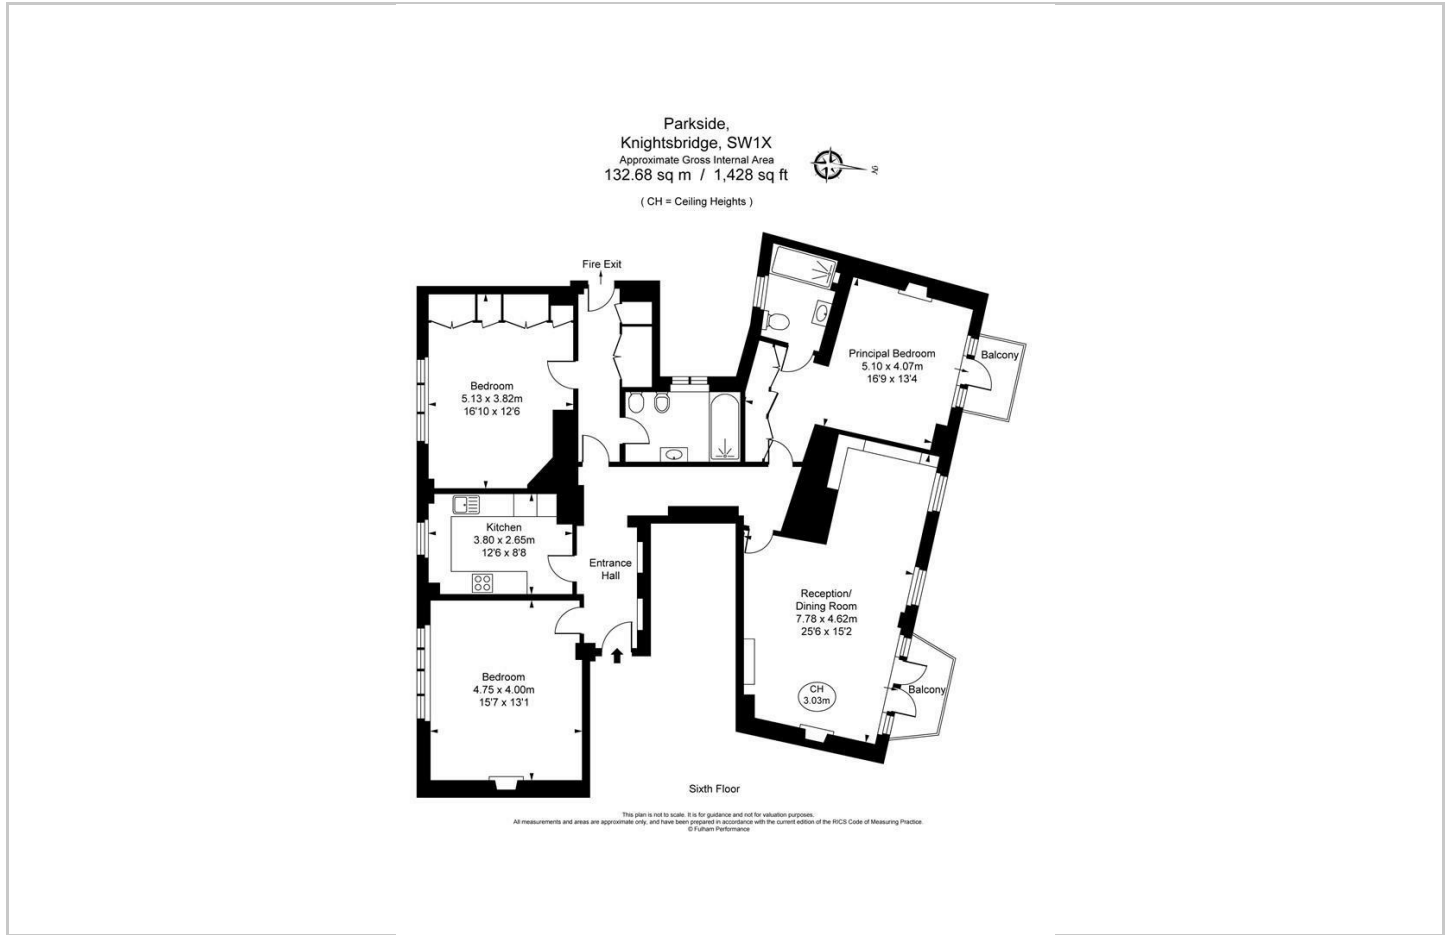 Parkside,
Knightsbridge, SW1X
Approximate Gross Internal Area
132.68 sq m / 1,428 sq ft
( CH = Ceiling Heights )
N
Fire Exit
Bedroom
5.13 x 3.82m
16'10 x 12'6
Principal Bedroom
5.10 x 4.07m
16'9 x 13'4
Balcony
Kitchen
3.80 x 2.65m
12'6 x 8'8
Entrance
Hall
Reception/
Dining Room
7.78 x 4.62m
25'6 x 15'2
Bedroom
4.75 x 4.00m
15'7 x 13'1
CH
3.03m
Balcony
Sixth Floor
This plan is not to scale. It is for guidance and not for valuation purposes.
All measurements and areas are approximate only, and have been prepared in accordance with the current edition of the RICS Code of Measuring Practice.
© Fulham Performance